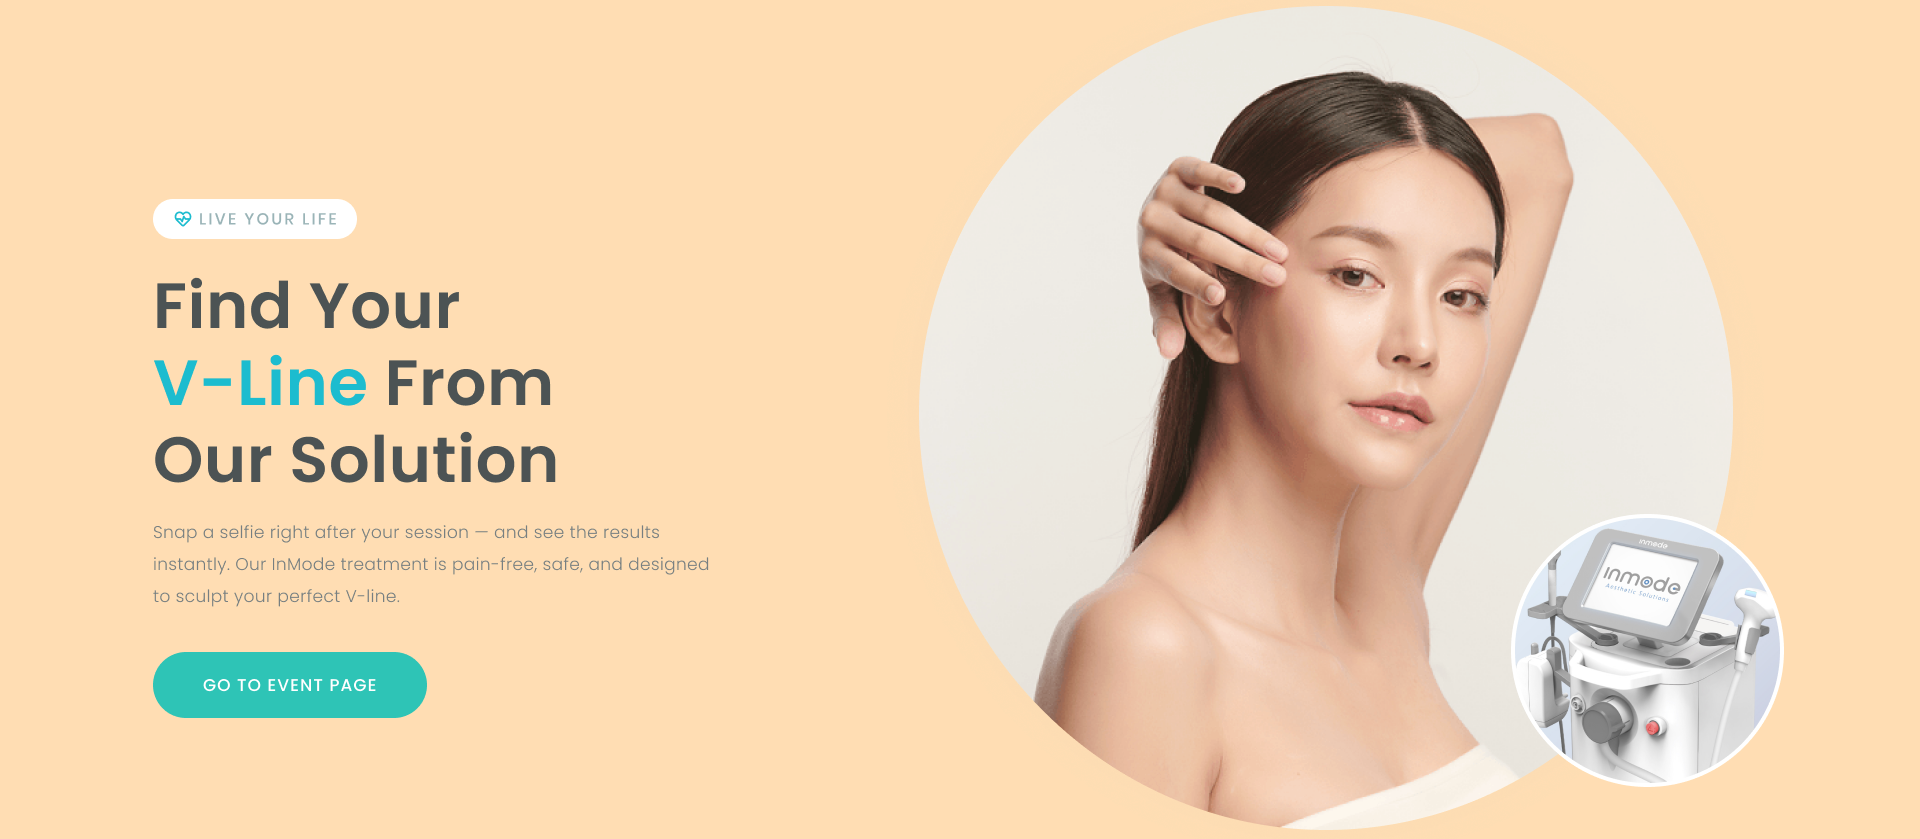 LIVE YOUR LIFE
Find Your
V-Line From
Our Solution
Snap a selfie right after your session — and see the results
instantly. Our InMode treatment is pain-free, safe, and designed
to sculpt your perfect V-line.
GO TO EVENT PAGE
inmode
inmode
Aesthetic Solutions